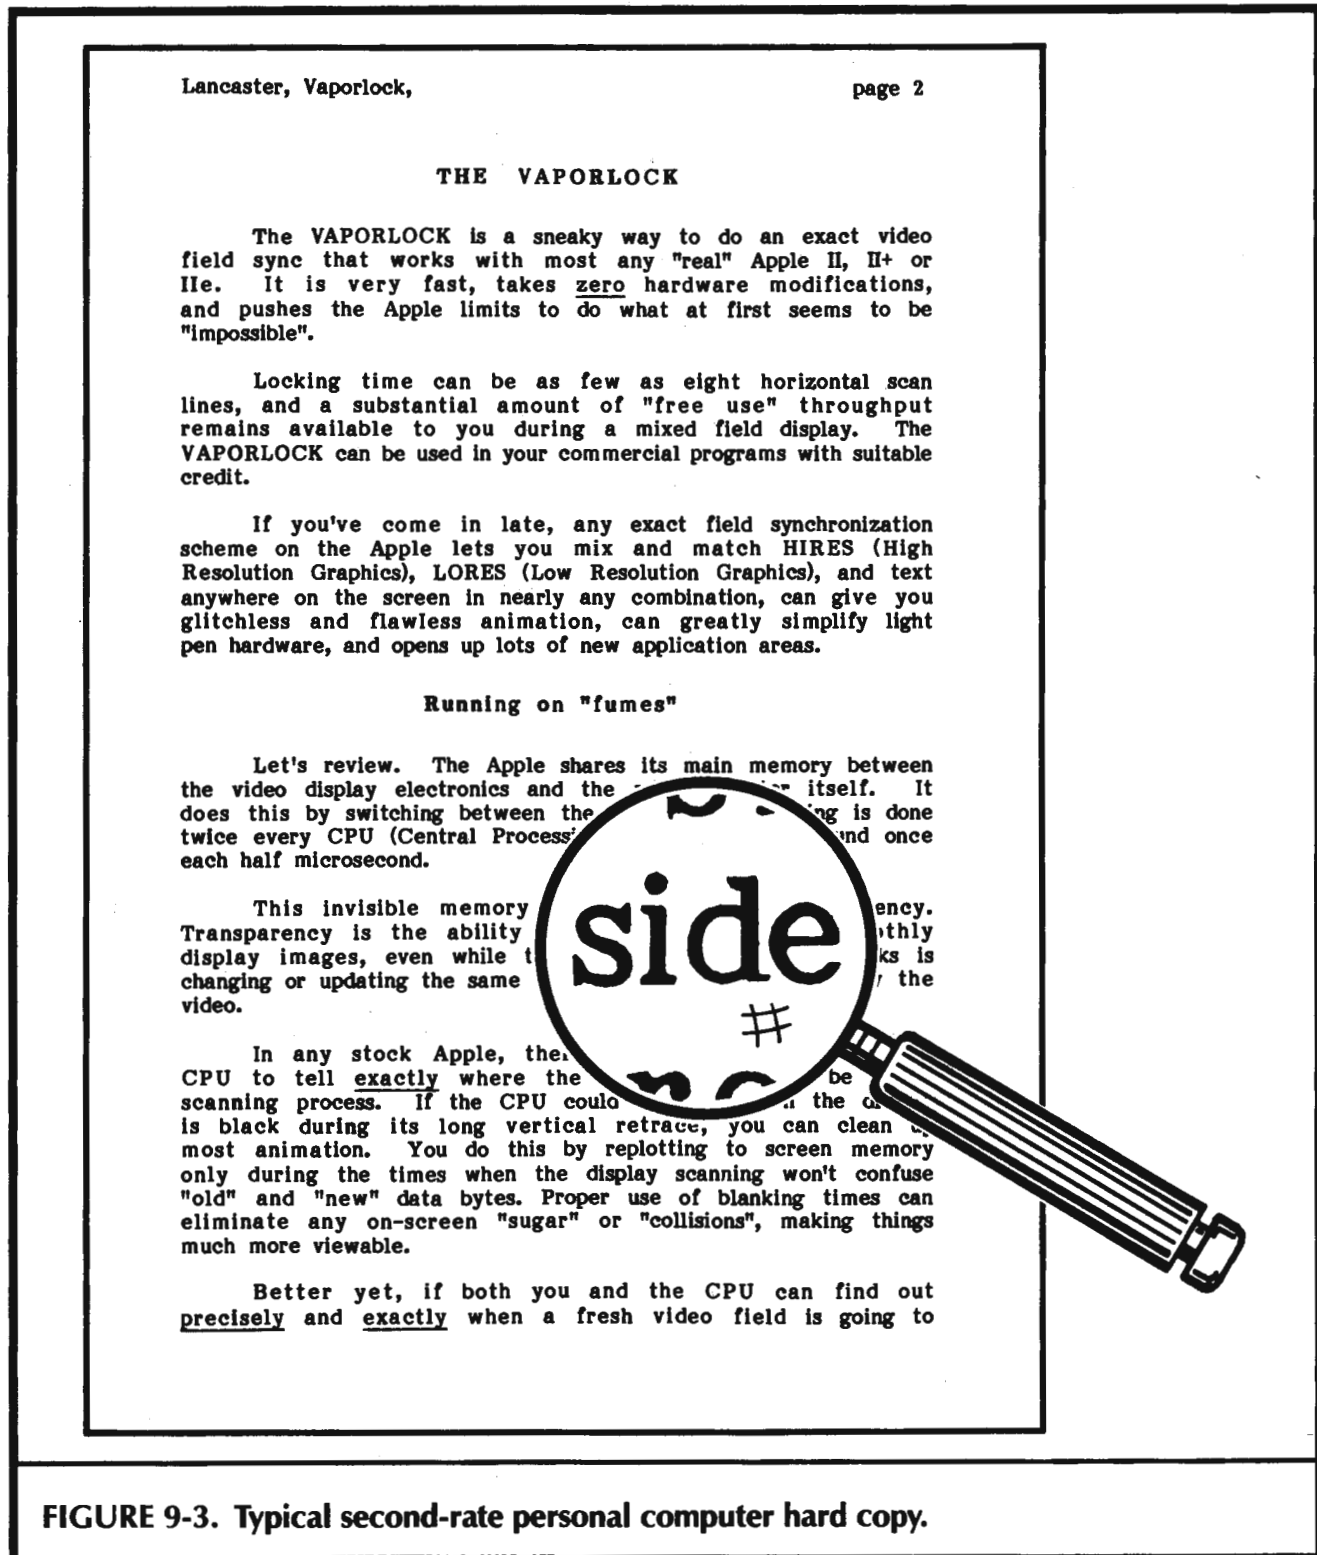 Lancaster, Vaporlock, page 2
THE VAPORLOCK
The VAPORLOCK is a sneaky way to do an exact video
field sync that works with most any "real" Apple II, II+ or
IIe. It is very fast, takes zero hardware modifications,
and pushes the Apple limits to do what at first seems to be
"impossible".
Locking time can be as few as eight horizontal scan
lines, and a substantial amount of "free use" throughput
remains available to you during a mixed field display. The
VAPORLOCK can be used in your commercial programs with suitable
credit.
If you've come in late, any exact field synchronization
scheme on the Apple lets you mix and match HIRES (High
Resolution Graphics), LORES (Low Resolution Graphics), and text
anywhere on the screen in nearly any combination, can give you
glitchless and flawless animation, can greatly simplify light
pen hardware, and opens up lots of new application areas.
Running on "fumes"
Let's review. The Apple shares its main memory between
the video display electronics and the itself. It
does this by switching between the ng is done
twice every CPU (Central Process und once
each half microsecond.
This invisible memory ency.
Transparency is the ability othly
display images, even while t ks is
changing or updating the same the
video.
side
#
In any stock Apple, ther
CPU to tell exactly where the be
scanning process. If the CPU could the
is black during its long vertical retrace, you can clean
most animation. You do this by replotting to screen memory
only during the times when the display scanning won't confuse
"old" and "new" data bytes. Proper use of blanking times can
eliminate any on-screen "sugar" or "collisions", making things
much more viewable.
Better yet, if both you and the CPU can find out
precisely and exactly when a fresh video field is going to
FIGURE 9-3. Typical second-rate personal computer hard copy.